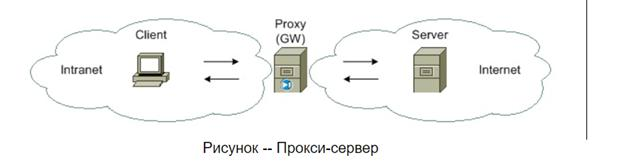 Proxy
(GW)
Client
Server
Intranet
Internet
Рисунок -- Прокси-сервер